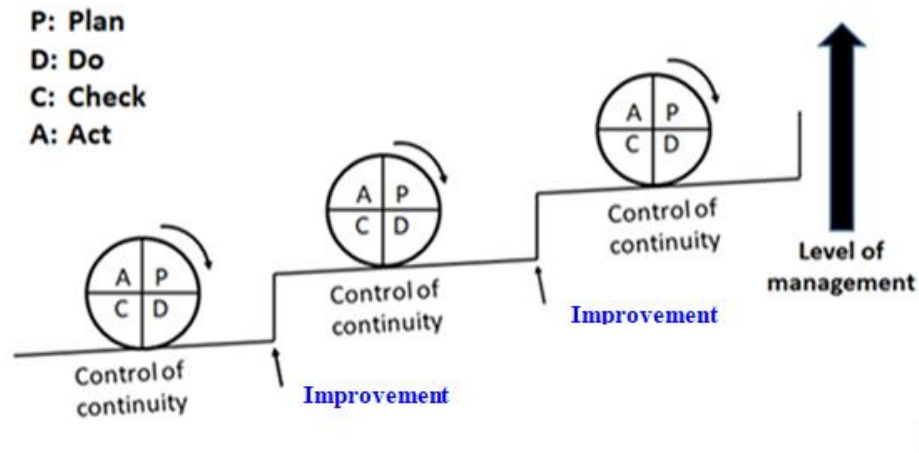 P: Plan
D: Do
C: Check
A: Act
A P
C D
Control of
continuity
Improvement
A P
C D
Control of
continuity
Improvement
A P
C D
Control of
continuity
Level of
management